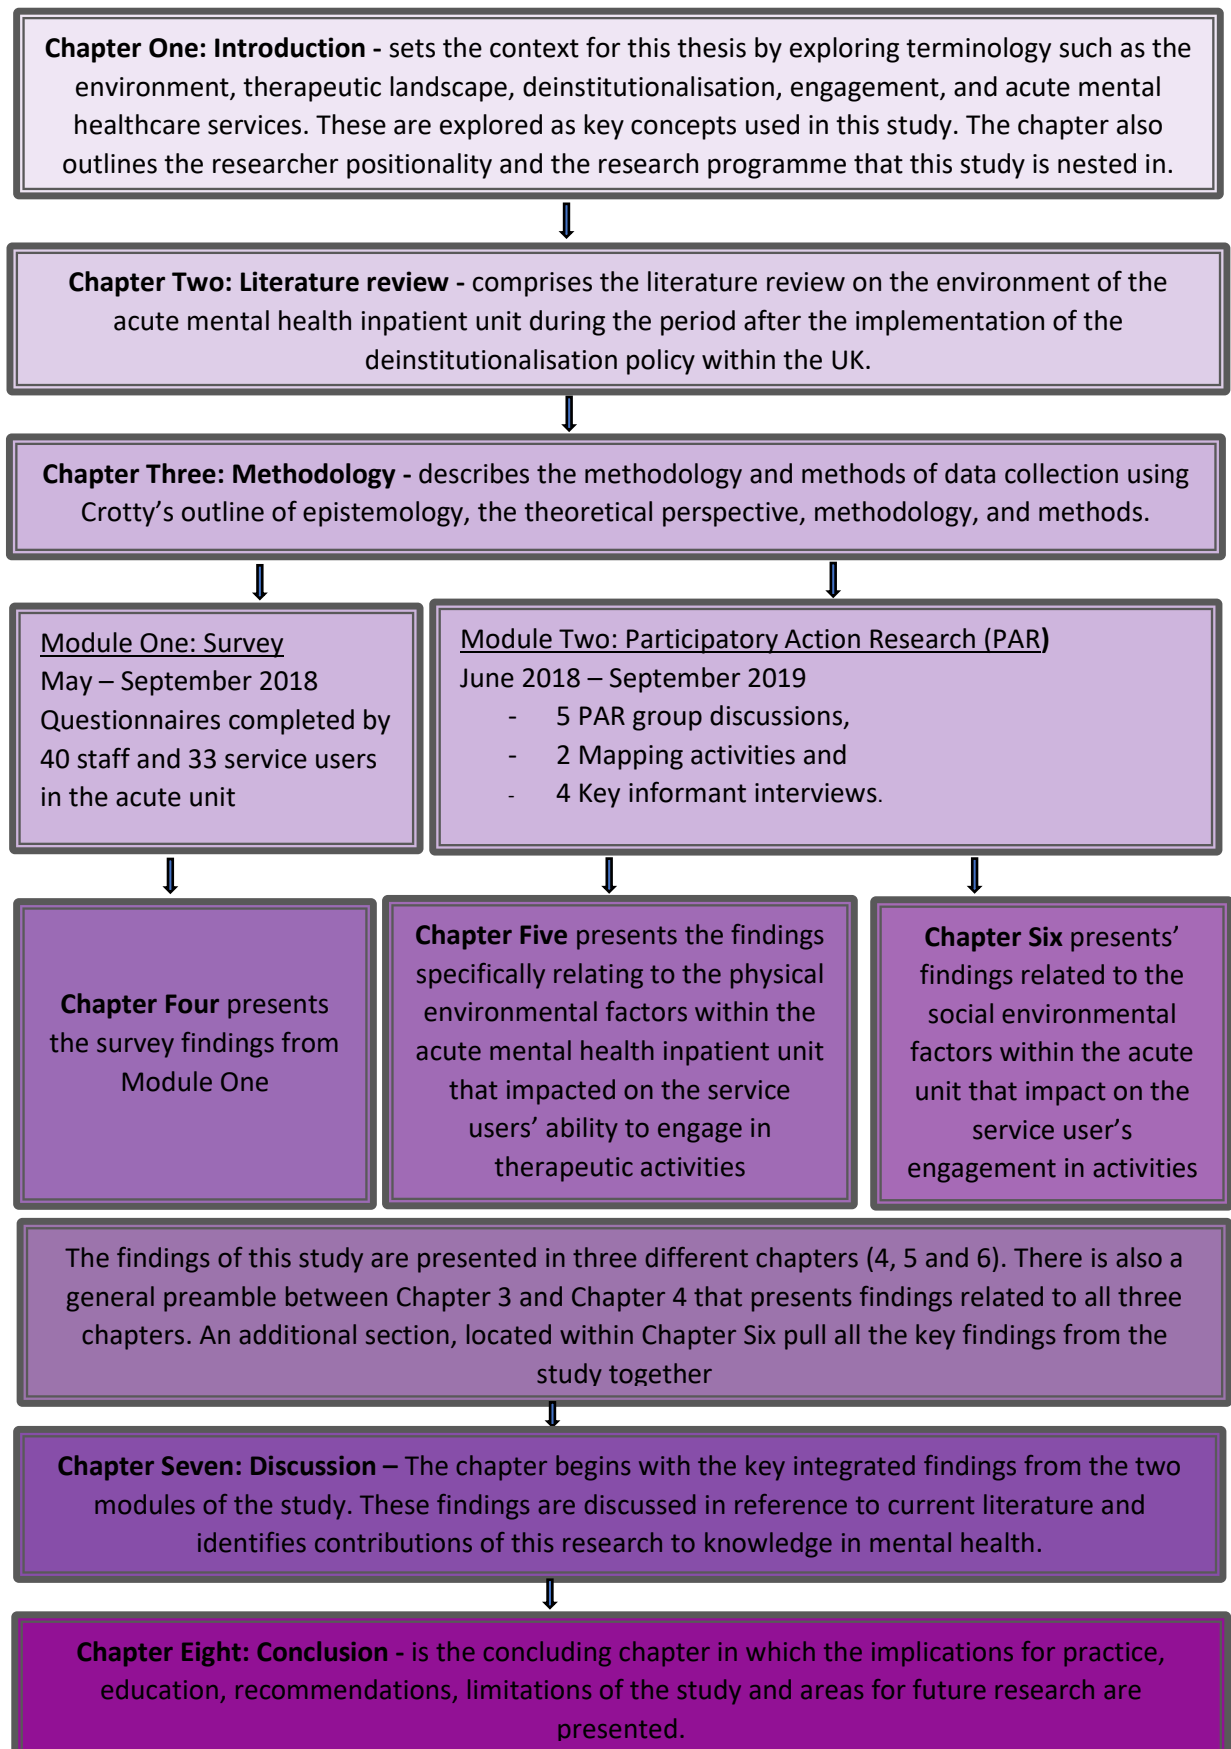 Chapter One: Introduction - sets the context for this thesis by exploring terminology such as the
environment, therapeutic landscape, deinstitutionalisation, engagement, and acute mental
healthcare services. These are explored as key concepts used in this study. The chapter also
outlines the researcher positionality and the research programme that this study is nested in.
Chapter Two: Literature review - comprises the literature review on the environment of the
acute mental health inpatient unit during the period after the implementation of the
deinstitutionalisation policy within the UK.
Chapter Three: Methodology - describes the methodology and methods of data collection using
Crotty’s outline of epistemology, the theoretical perspective, methodology, and methods.
Module One: Survey
May – September 2018
Questionnaires completed by
40 staff and 33 service users
in the acute unit
Module Two: Participatory Action Research (PAR)
June 2018 – September 2019
- 5 PAR group discussions,
- 2 Mapping activities and
- 4 Key informant interviews.
Chapter Four presents
the survey findings from
Module One
Chapter Five presents the findings
specifically relating to the physical
environmental factors within the
acute mental health inpatient unit
that impacted on the service
users’ ability to engage in
therapeutic activities
Chapter Six presents’
findings related to the
social environmental
factors within the acute
unit that impact on the
service user’s
engagement in activities
The findings of this study are presented in three different chapters (4, 5 and 6). There is also a
general preamble between Chapter 3 and Chapter 4 that presents findings related to all three
chapters. An additional section, located within Chapter Six pull all the key findings from the
study together
Chapter Seven: Discussion – The chapter begins with the key integrated findings from the two
modules of the study. These findings are discussed in reference to current literature and
identifies contributions of this research to knowledge in mental health.
Chapter Eight: Conclusion - is the concluding chapter in which the implications for practice,
education, recommendations, limitations of the study and areas for future research are
presented.